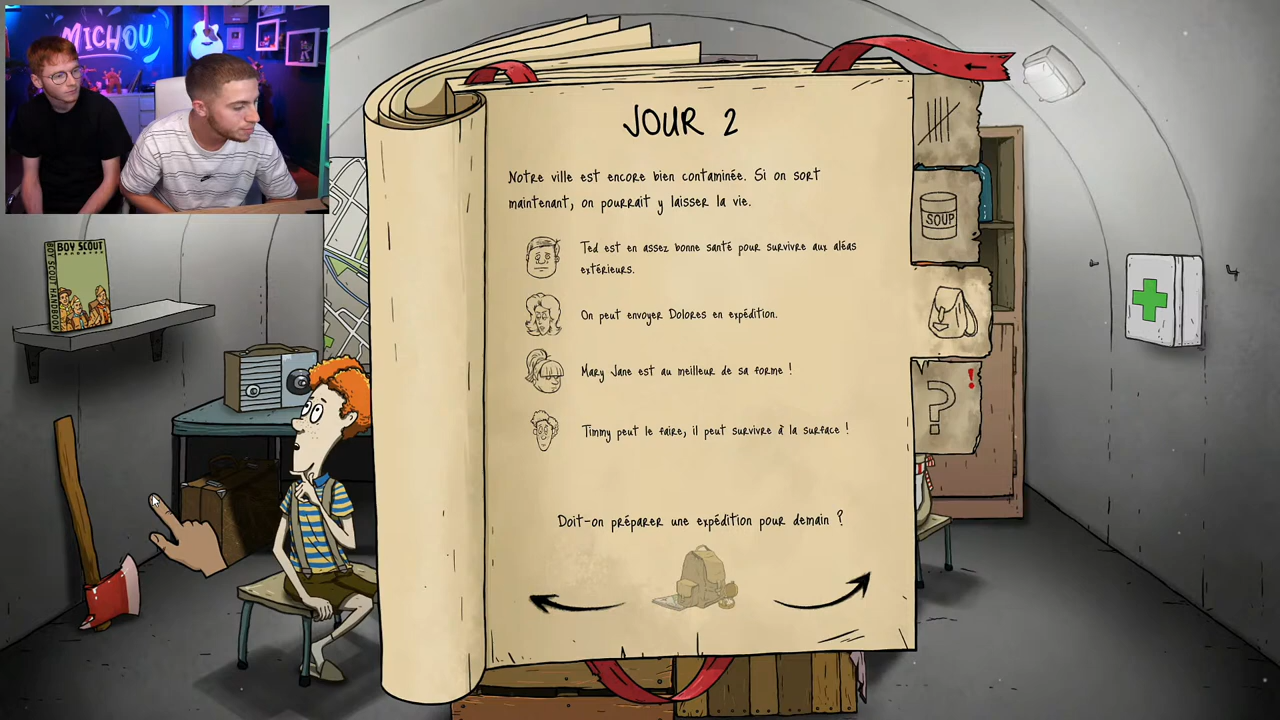 MICHOU
JOUR 2
Notre ville est encore bien contaminée. Si on sort
maintenant, on pourrait y laisser la vie.
Ted est en assez bonne santé pour survivre aux aléas
extérieurs.
On peut envoyer Dolores en expédition.
Mary Jane est au meilleur de sa forme !
Timmy peut le faire, il peut survivre à la surface !
Doit-on préparer une expédition pour demain ?
SOUP
?
!
BOY SCOUT
HANDBOOK
BOY SCOUT HANDBOOK